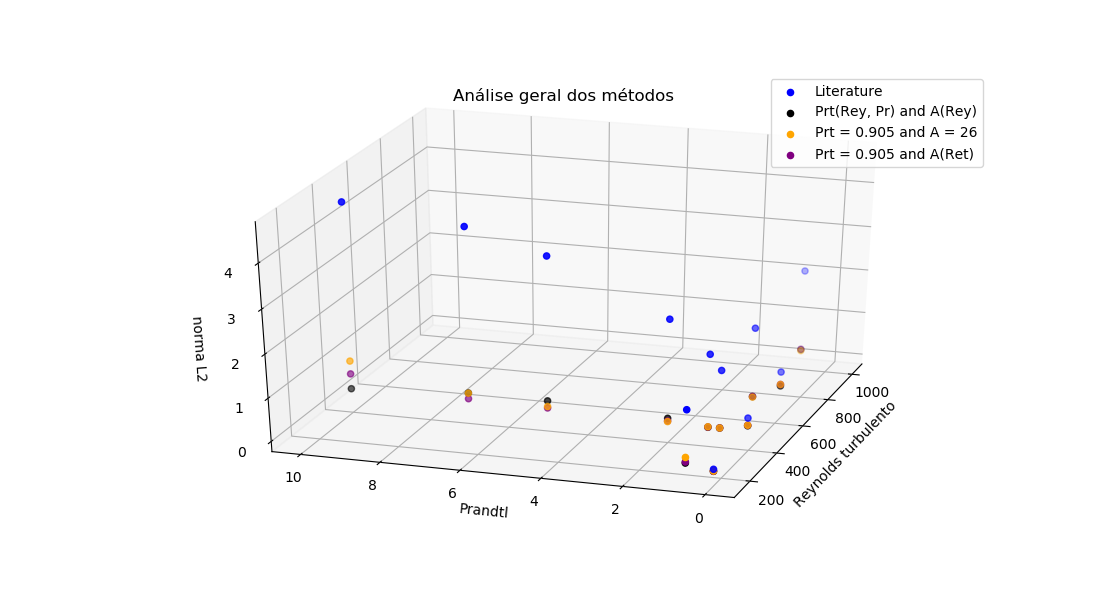 Análise geral dos métodos
Literature
Prt(Rey, Pr) and A(Rey)
Prt = 0.905 and A = 26
Prt = 0.905 and A(Ret)
4
3
2
1
0
norma L2
10
8
6
4
2
0
Prandtl
200
400
600
800
1000
Reynolds turbulento